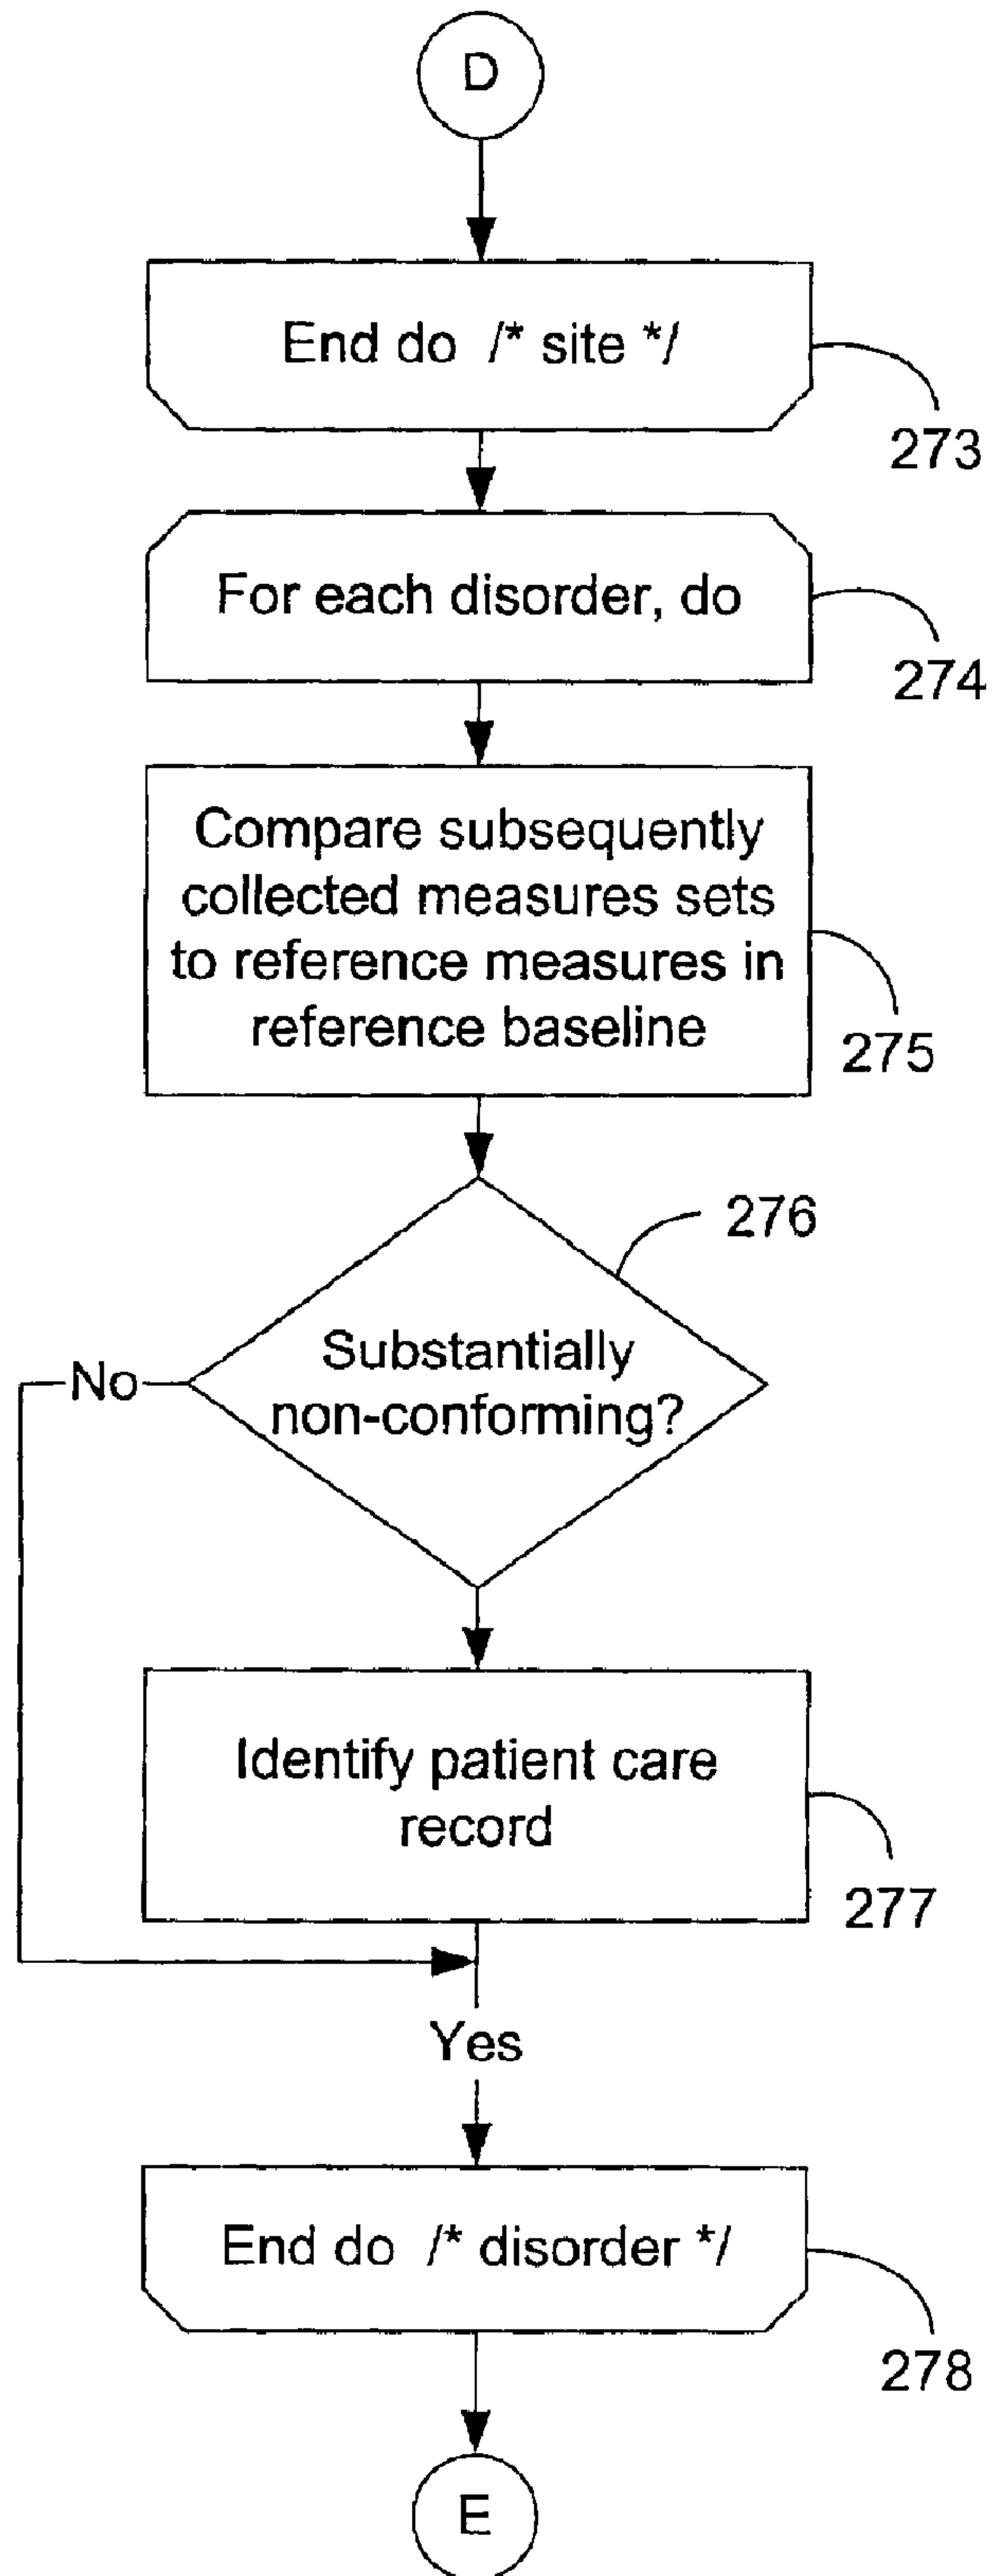 D
End do /* site */
273
For each disorder, do
274
Compare subsequently
collected measures sets
to reference measures in
reference baseline
275
276
Substantially
non-conforming?
No
Identify patient care
record
277
Yes
End do /* disorder */
278
E